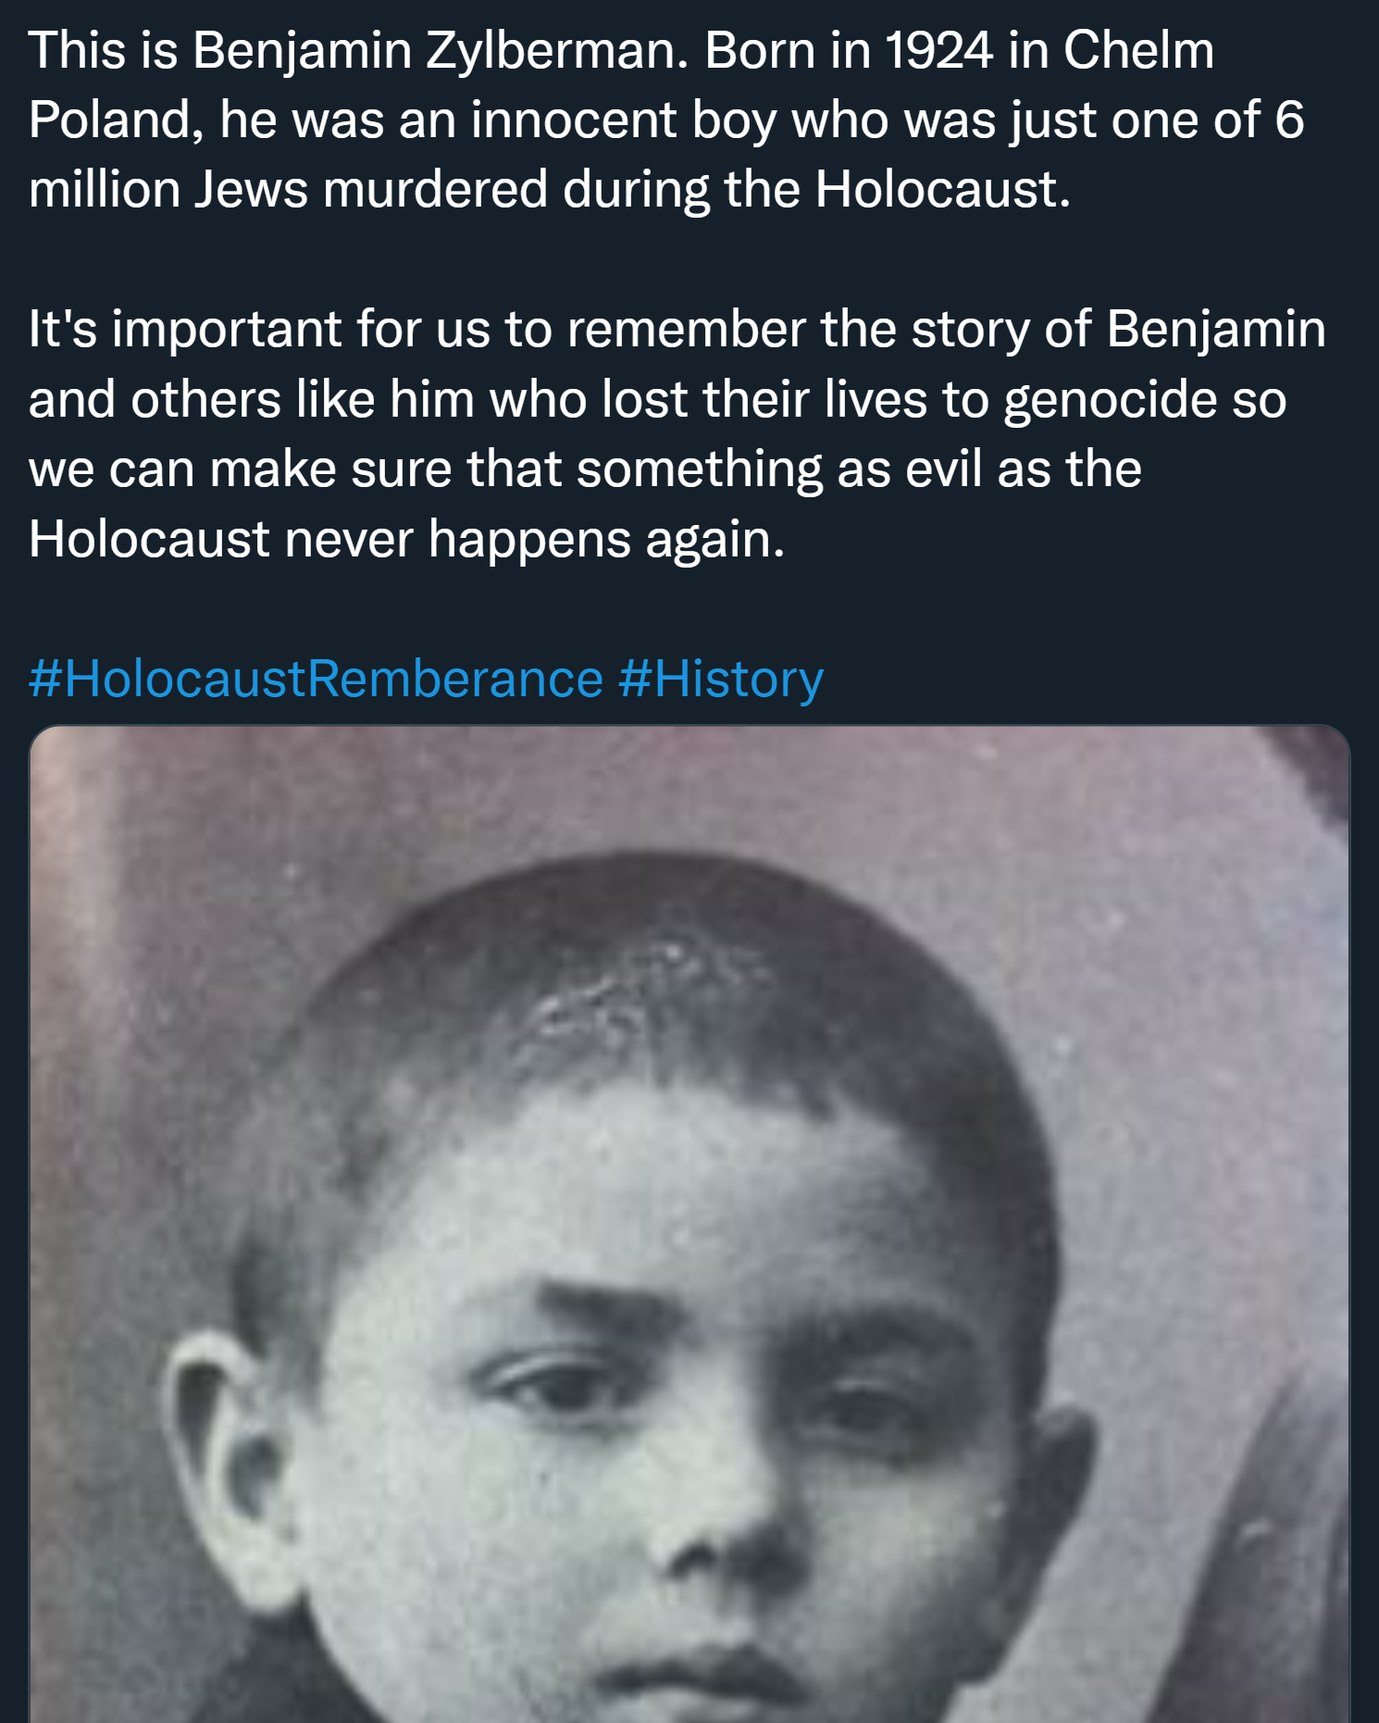 This is Benjamin Zylberman. Born in 1924 in Chelm
Poland, he was an innocent boy who was just one of 6
million Jews murdered during the Holocaust.
It's important for us to remember the story of Benjamin
and others like him who lost their lives to genocide so
we can make sure that something as evil as the
Holocaust never happens again.
#HolocaustRemberance #History